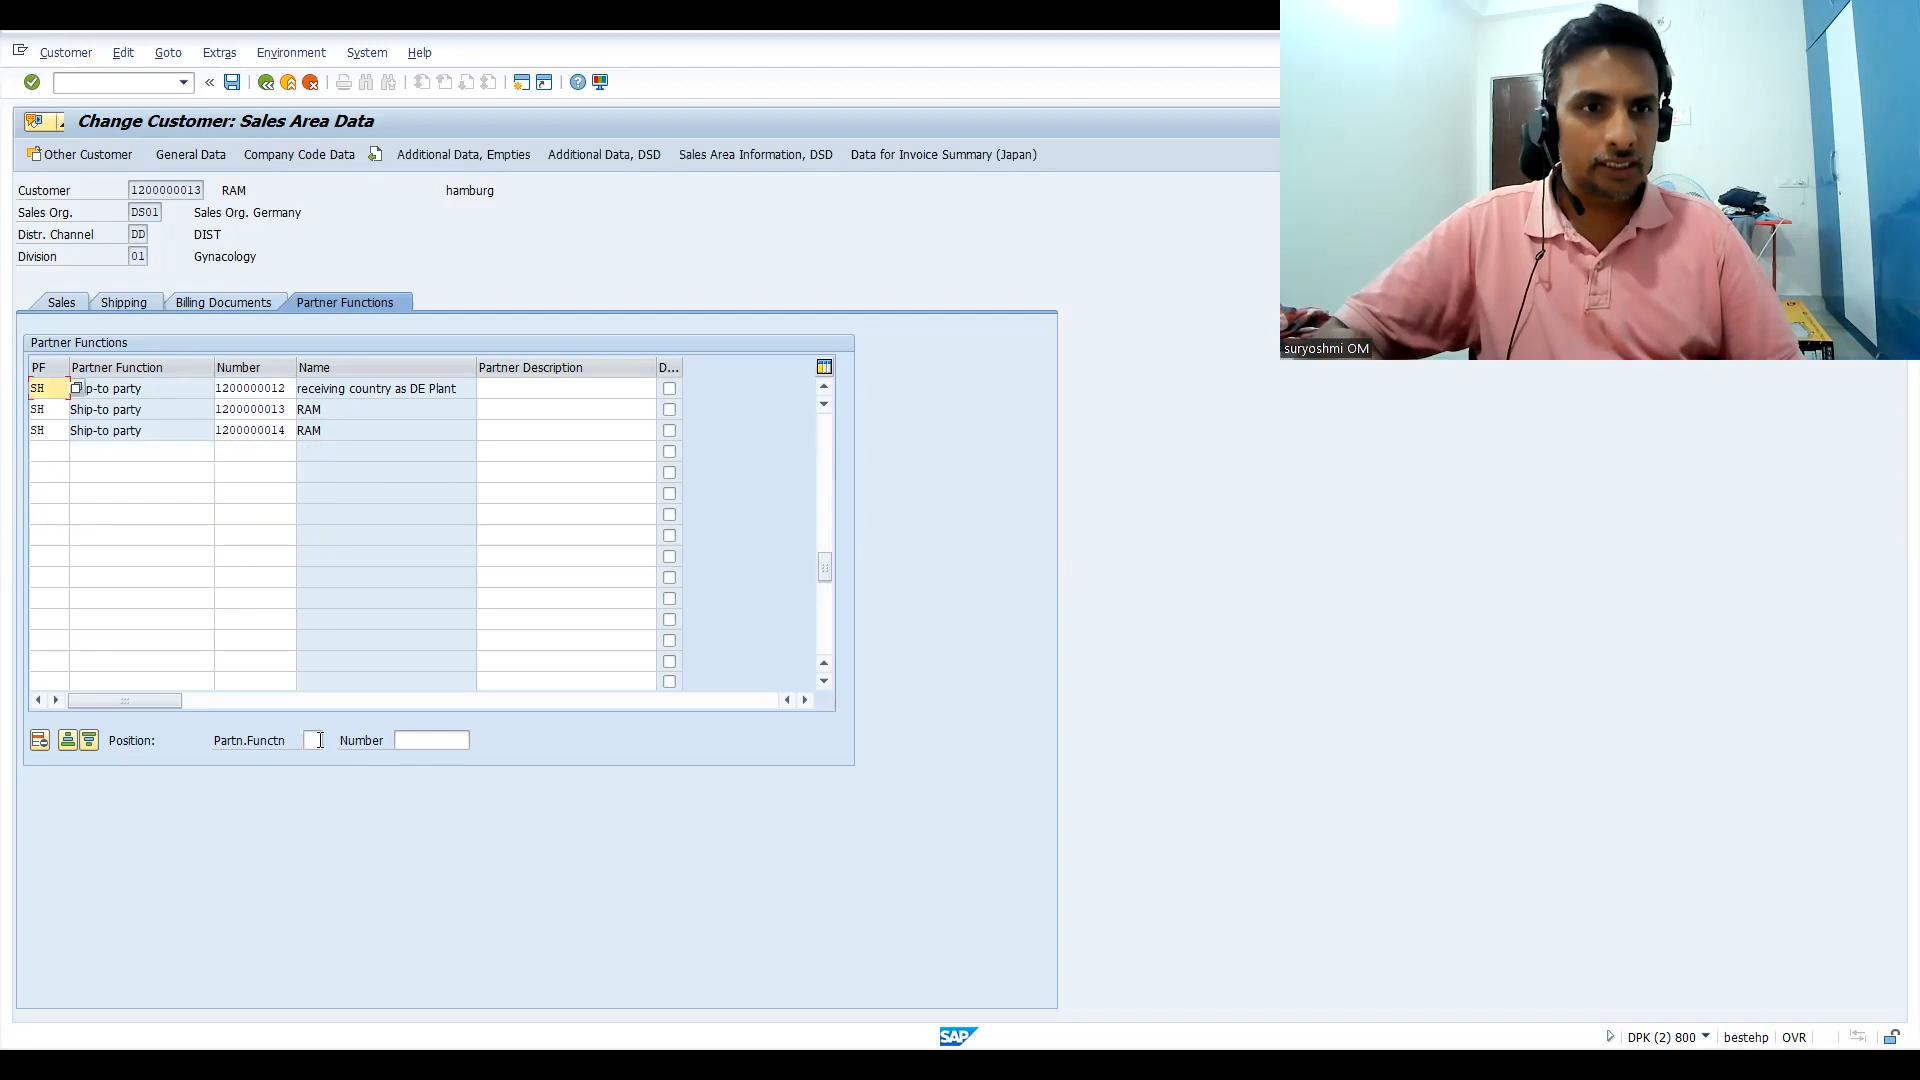 Customer Edit Goto Extras Environment System Help
Change Customer: Sales Area Data
Other Customer General Data Company Code Data Additional Data, Empties Additional Data, DSD Sales Area Information, DSD Data for Invoice Summary (Japan)
Customer 1200000013 RAM hamburg
Sales Org. DS01 Sales Org. Germany
Distr. Channel DD DIST
Division 01 Gynacology
Sales Shipping Billing Documents Partner Functions
Partner Functions
PF Partner Function Number Name Partner Description D...
SH ip-to party 1200000012 receiving country as DE Plant
SH Ship-to party 1200000013 RAM
SH Ship-to party 1200000014 RAM
Position: Partn.Functn Number
suryoshmi OM
SAP
DPK (2) 800 bestehp OVR